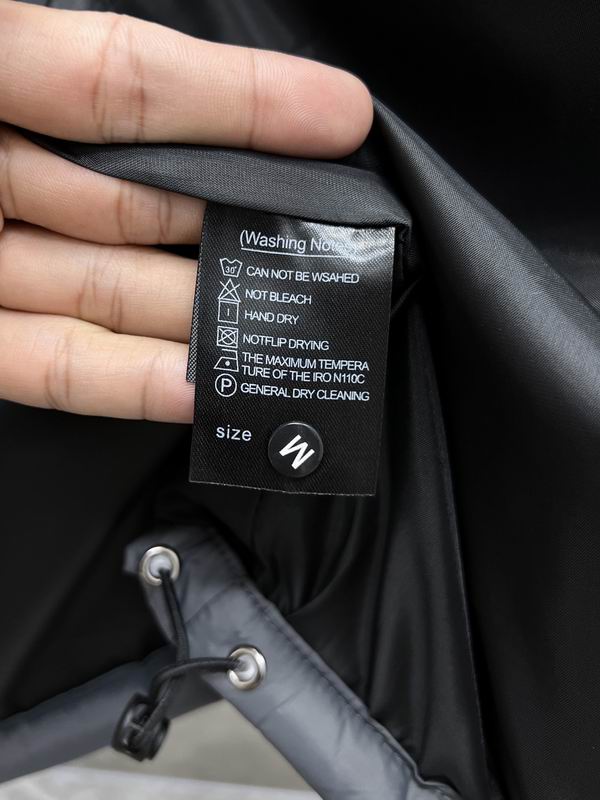 (Washing Notes)
30°
CAN NOT BE WSAHED
NOT BLEACH
HAND DRY
NOTFLIP DRYING
THE MAXIMUM TEMPERA
TURE OF THE IRO N110C
P
GENERAL DRY CLEANING
size
M